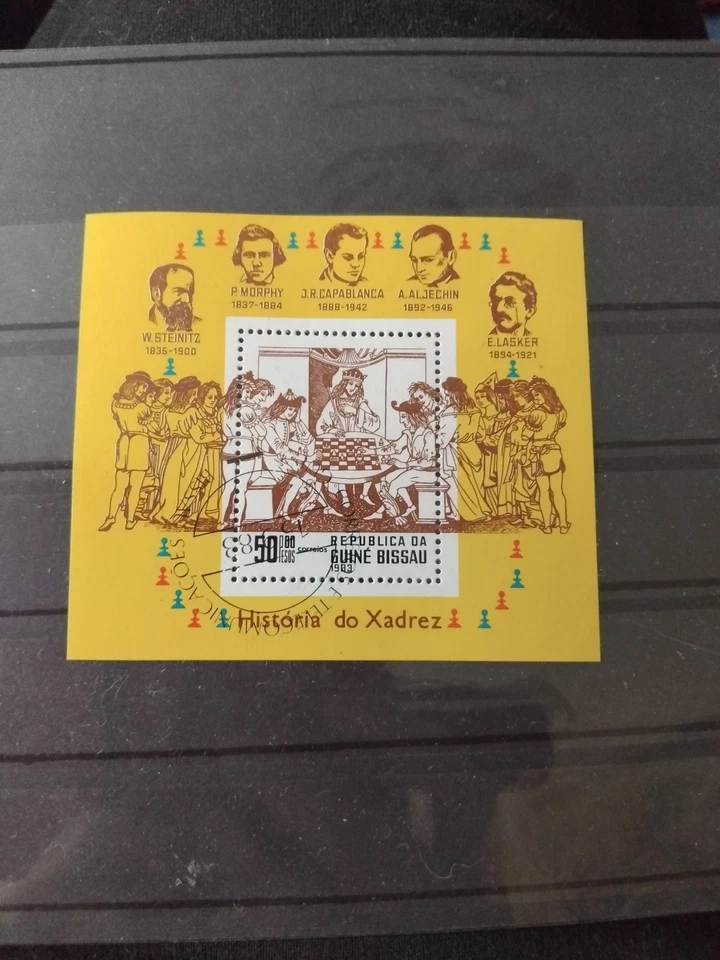 P. MORPHY
1837-1884
J.R. CAPABLANCA
1888-1942
A. ALJECHIN
1892-1946
W. STEINITZ
1836-1900
E. LASKER
1894-1921
50 P00
PESOS
correios
REPUBLICA DA
GUINÉ BISSAU
1983
História do Xadrez